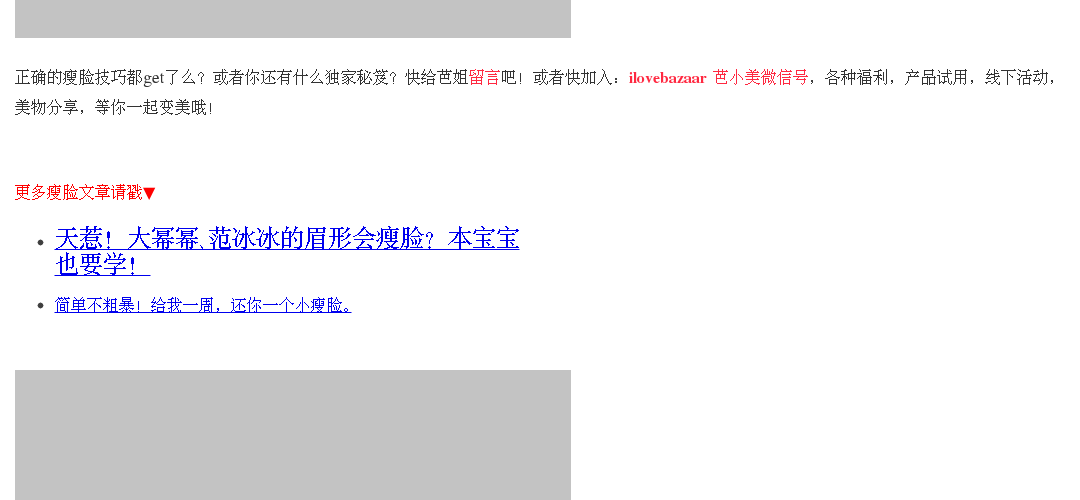 正确的瘦脸技巧都get了么？或者你还有什么独家秘笈？快给芭姐留言吧！或者快加入：ilovebazaar 芭小美微信号，各种福利，产品试用，线下活动，
美物分享，等你一起变美哦！
更多瘦脸文章请戳▼
天惹！大幂幂、范冰冰的眉形会瘦脸？本宝宝
也要学！
简单不粗暴！给我一周，还你一个小瘦脸。